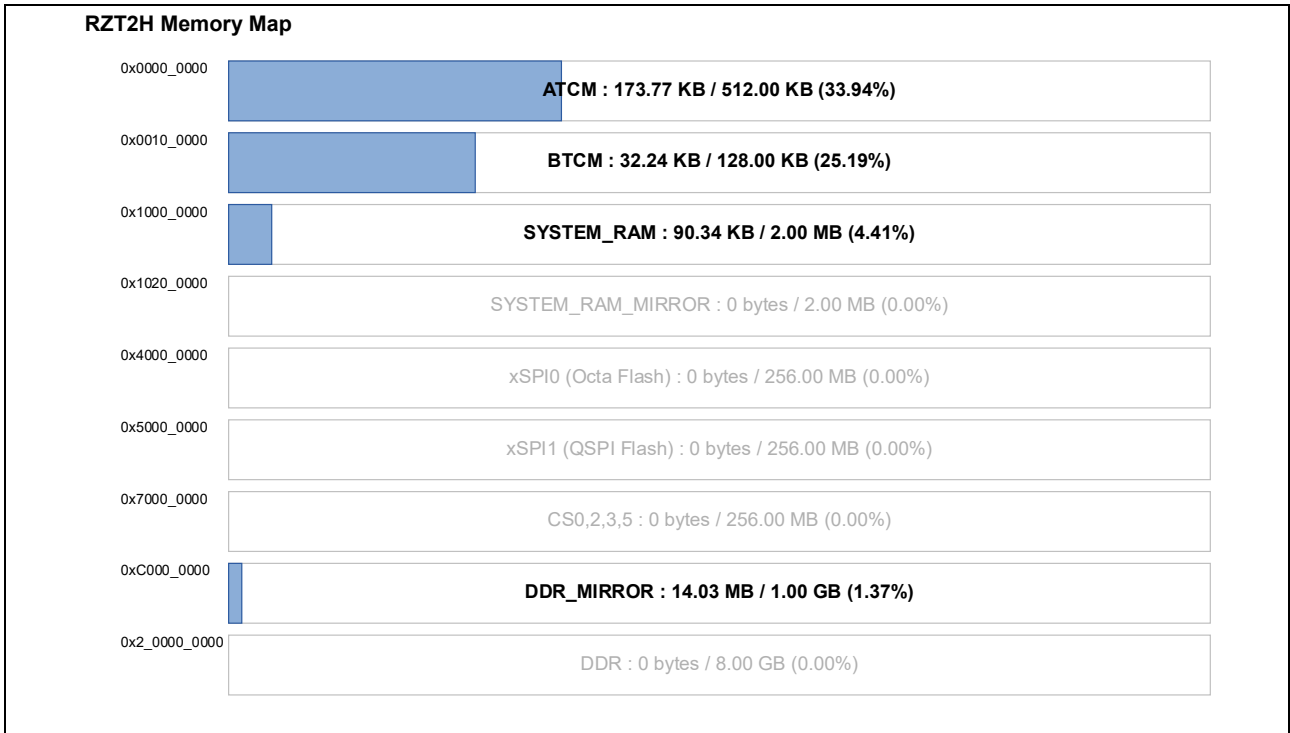 RZT2H Memory Map
0x0000_0000
ATCM : 173.77 KB / 512.00 KB (33.94%)
0x0010_0000
BTCM : 32.24 KB / 128.00 KB (25.19%)
0x1000_0000
SYSTEM_RAM : 90.34 KB / 2.00 MB (4.41%)
0x1020_0000
SYSTEM_RAM_MIRROR : 0 bytes / 2.00 MB (0.00%)
0x4000_0000
xSPI0 (Octa Flash) : 0 bytes / 256.00 MB (0.00%)
0x5000_0000
xSPI1 (QSPI Flash) : 0 bytes / 256.00 MB (0.00%)
0x7000_0000
CS0,2,3,5 : 0 bytes / 256.00 MB (0.00%)
0xC000_0000
DDR_MIRROR : 14.03 MB / 1.00 GB (1.37%)
0x2_0000_0000
DDR : 0 bytes / 8.00 GB (0.00%)